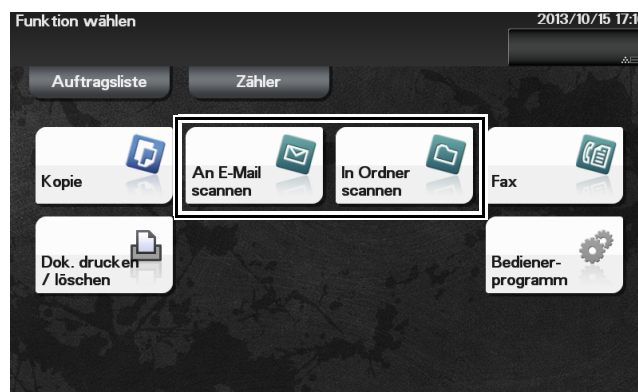 Funktion wählen
2013/10/15 17:1
Auftragsliste
Zähler
Kopie
An E-Mail
scannen
In Ordner
scannen
Fax
Dok. drucken
/ löschen
Bediener-
programm